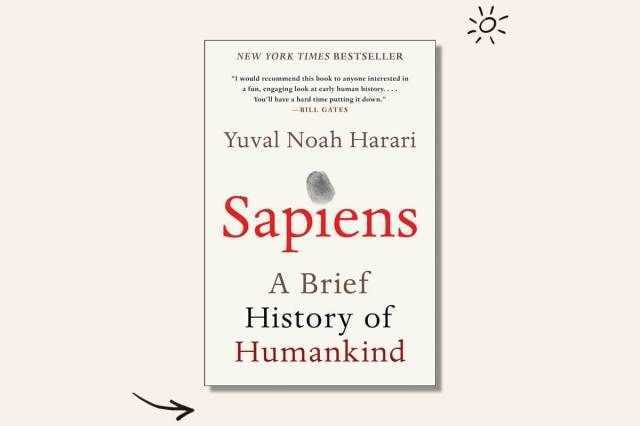 NEW YORK TIMES BESTSELLER
"I would recommend this book to anyone interested in
a fun, engaging look at early human history. . . .
You'll have a hard time putting it down."
—BILL GATES
Yuval Noah Harari
Sapiens
A Brief
History of
Humankind